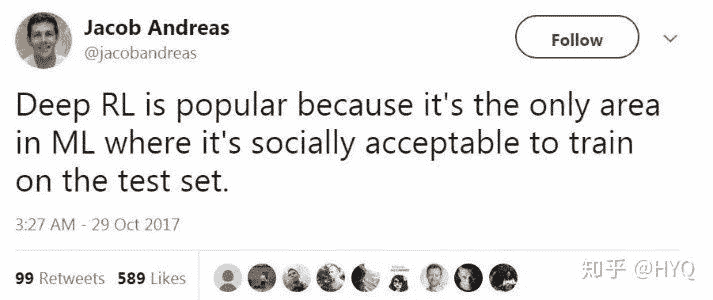 Jacob Andreas
@jacobandreas
Follow
Deep RL is popular because it's the only area
in ML where it's socially acceptable to train
on the test set.
3:27 AM - 29 Oct 2017
99 Retweets 589 Likes
知乎 @HYQ